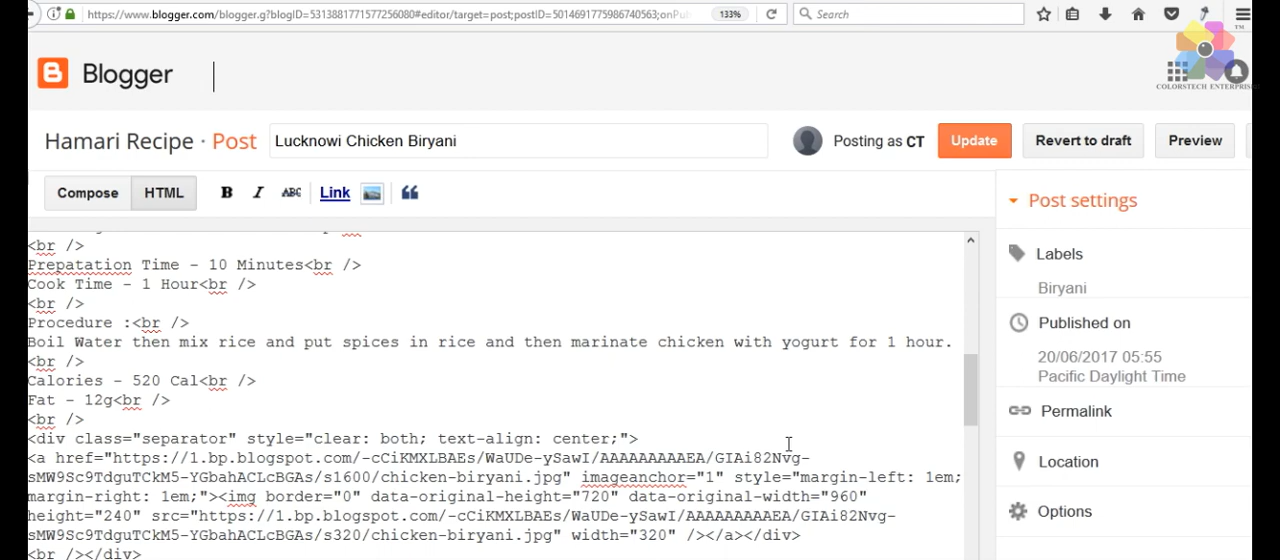 https://www.blogger.com/blogger.g?blogID=5313881771577256080#editor/target=post;postID=5014691775986740563;onPu
133%
Search
COLORSTECH ENTERPRIS
Blogger
Hamari Recipe · Post
Lucknowi Chicken Biryani
Posting as CT
Update
Revert to draft
Preview
Compose
HTML
B I ABC Link
Post settings
<br />
Prepatation Time - 10 Minutes<br />
Cook Time - 1 Hour<br />
<br />
Procedure :<br />
Boil Water then mix rice and put spices in rice and then marinate chicken with yogurt for 1 hour.
<br />
Calories - 520 Cal<br />
Fat - 12g<br />
<br />
<div class="separator" style="clear: both; text-align: center;">
<a href="https://1.bp.blogspot.com/-cCiKMXLBAEs/WaUDe-ySawI/AAAAAAAAAEA/GIAi82Nvg-
sMW9Sc9TdguTCkM5-YGbahACLcBGAs/s1600/chicken-biryani.jpg" imageanchor="1" style="margin-left: 1em;
margin-right: 1em;"><img border="0" data-original-height="720" data-original-width="960"
height="240" src="https://1.bp.blogspot.com/-cCiKMXLBAEs/WaUDe-ySawI/AAAAAAAAAEA/GIAi82Nvg-
sMW9Sc9TdguTCkM5-YGbahACLcBGAs/s320/chicken-biryani.jpg" width="320" /></a></div>
<br /></div>
Labels
Biryani
Published on
20/06/2017 05:55
Pacific Daylight Time
Permalink
Location
Options